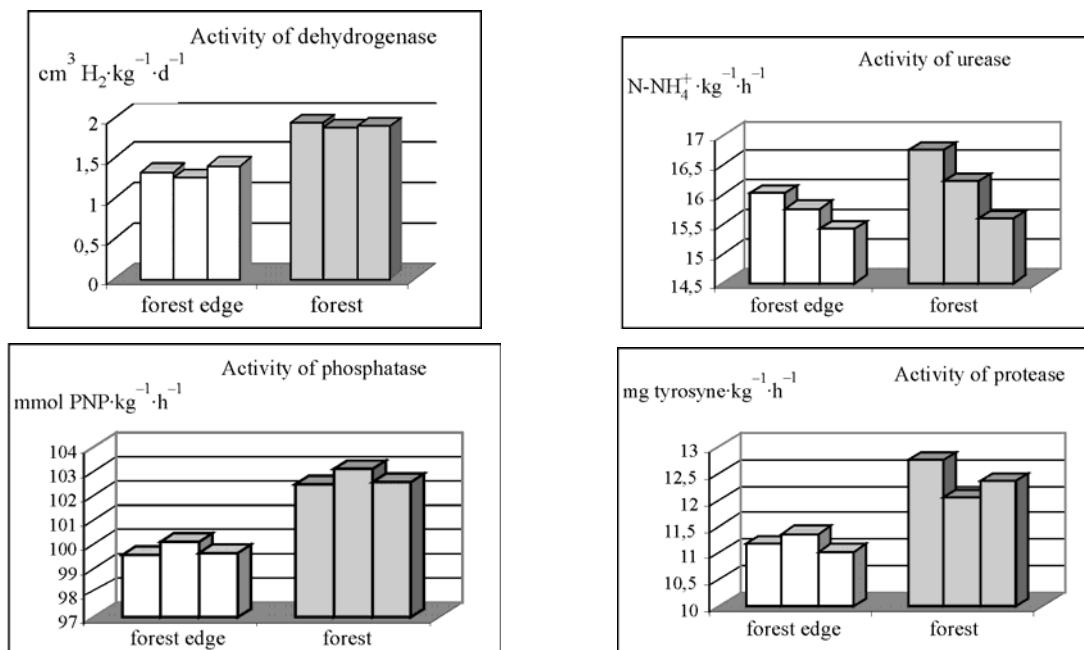 Activity of dehydrogenase
cm³ H₂·kg⁻¹·d⁻¹
2
1,5
1
0,5
0
forest edge forest
Activity of urease
N-NH₄⁺ ·kg⁻¹·h⁻¹
17
16,5
16
15,5
15
14,5
forest edge forest
Activity of phosphatase
mmol PNP·kg⁻¹·h⁻¹
104
103
102
101
100
99
98
97
forest edge forest
Activity of protease
mg tyrosyne·kg⁻¹·h⁻¹
13
12,5
12
11,5
11
10,5
10
forest edge forest